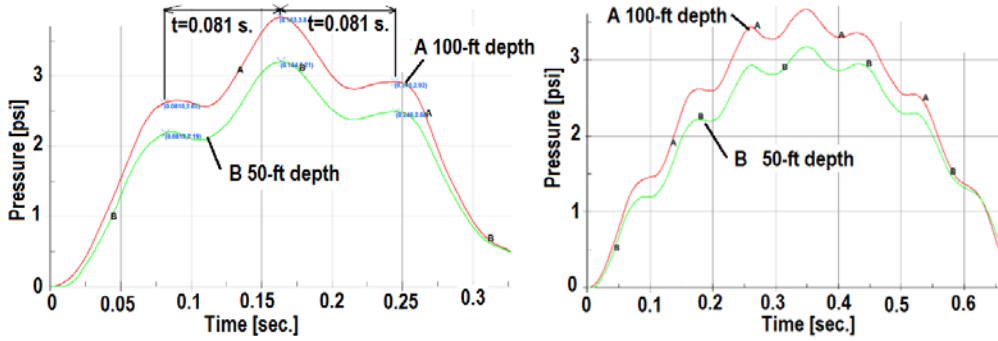 t=0.081 s.
t=0.081 s.
A 100-ft depth
B 50-ft depth
A
B
A
B
B
Pressure [psi]
3
2
1
0
0
0.05
0.10
0.15
0.20
0.25
0.3
Time [sec.]
A 100-ft depth
B 50-ft depth
A
A
B
B
A
B
A
B
B
Pressure [psi]
3
2
1
0
0
0.1
0.2
0.3
0.4
0.5
0.6
Time [sec.]